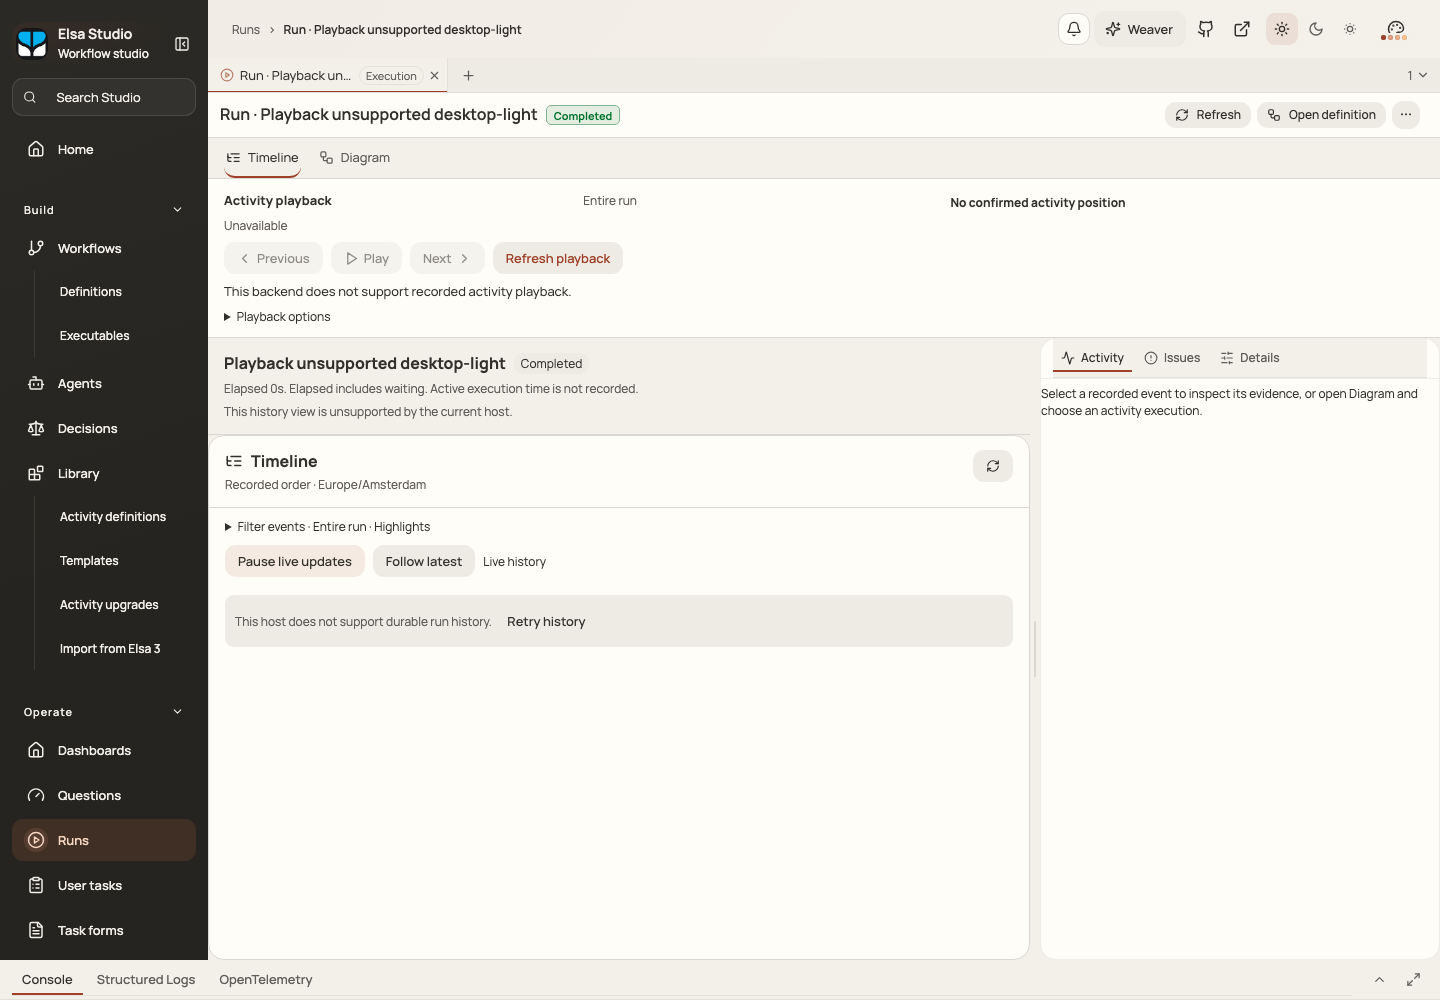 Elsa Studio
Workflow studio
Search Studio
Home
Build
Workflows
Definitions
Executables
Agents
Decisions
Library
Activity definitions
Templates
Activity upgrades
Import from Elsa 3
Operate
Dashboards
Questions
Runs
User tasks
Task forms
Runs › Run · Playback unsupported desktop-light
Weaver
Run · Playback un... Execution
1
Run · Playback unsupported desktop-light Completed
Refresh Open definition
Timeline Diagram
Activity playback Entire run No confirmed activity position
Unavailable
Previous Play Next Refresh playback
This backend does not support recorded activity playback.
Playback options
Playback unsupported desktop-light Completed
Elapsed 0s. Elapsed includes waiting. Active execution time is not recorded.
This history view is unsupported by the current host.
Timeline
Recorded order · Europe/Amsterdam
Filter events · Entire run · Highlights
Pause live updates Follow latest Live history
This host does not support durable run history. Retry history
Activity Issues Details
Select a recorded event to inspect its evidence, or open Diagram and
choose an activity execution.
Console Structured Logs OpenTelemetry